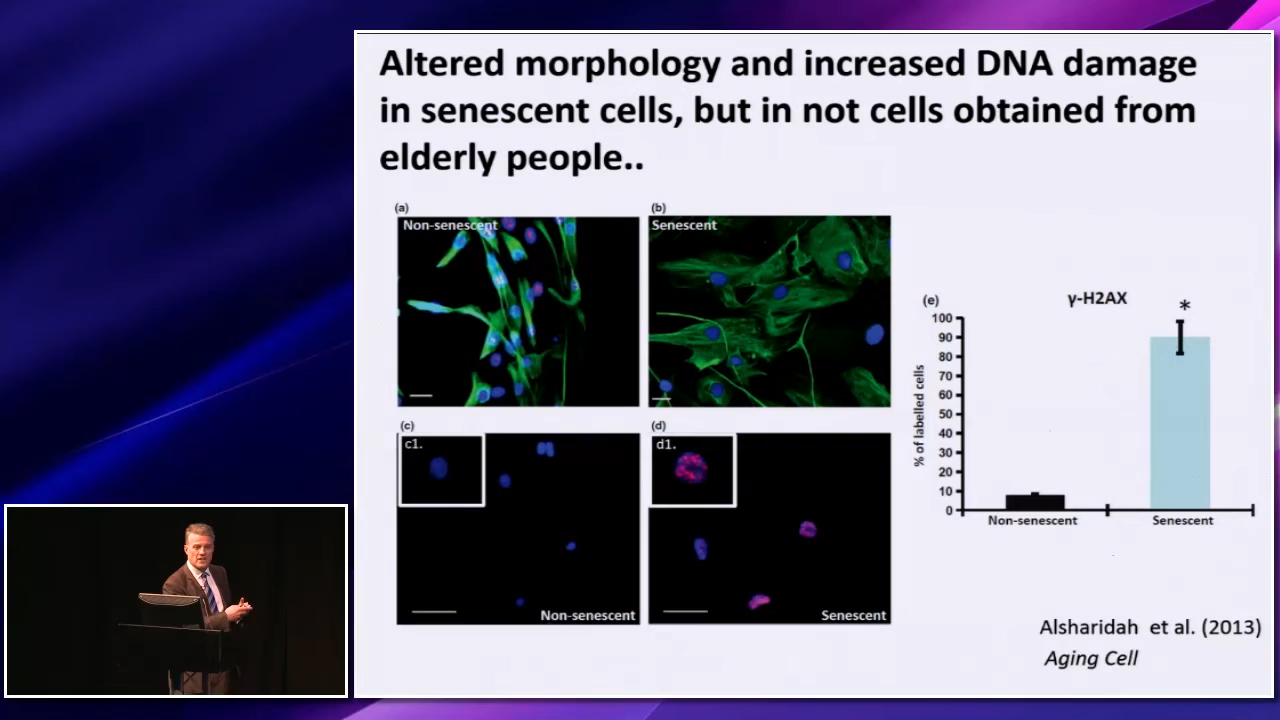 Altered morphology and increased DNA damage
in senescent cells, but in not cells obtained from
elderly people..
(a)
Non-senescent
(b)
Senescent
(c)
c1.
Non-senescent
(d)
d1.
Senescent
(e)
γ-H2AX
*
% of labelled cells
100
90
80
70
60
50
40
30
20
10
0
Non-senescent
Senescent
Alsharidah et al. (2013)
Aging Cell